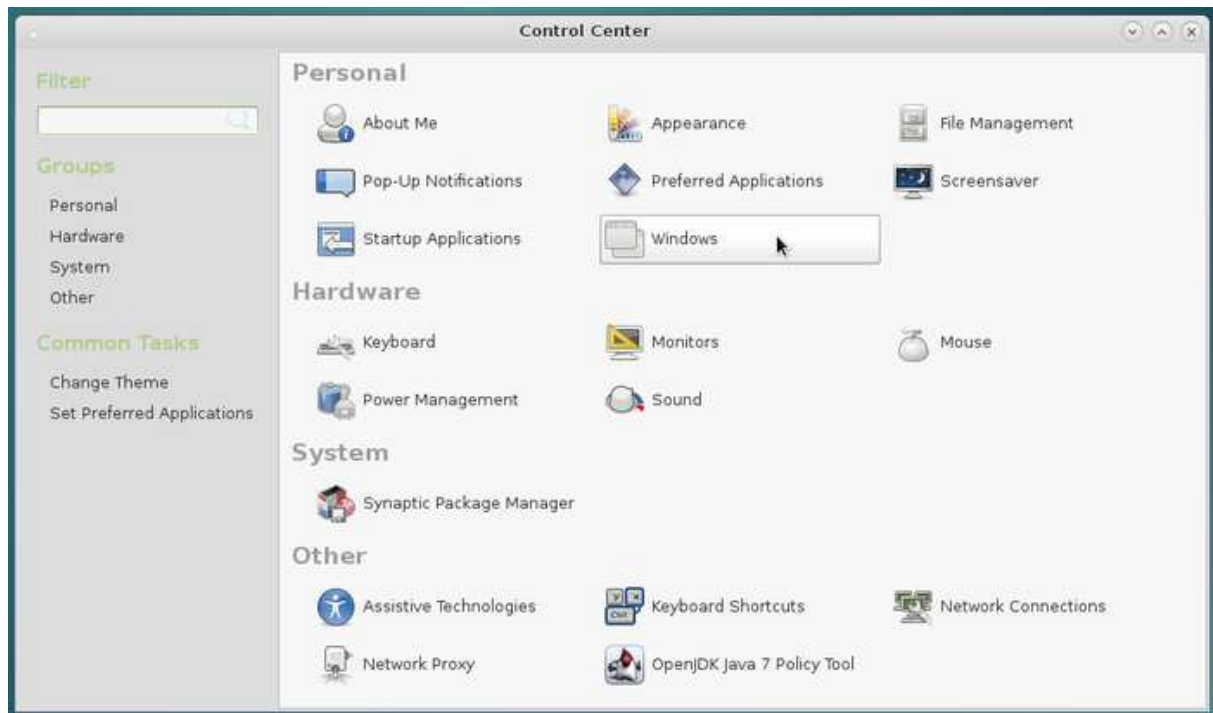 Control Center
Filter
Groups
Personal
Hardware
System
Other
Common Tasks
Change Theme
Set Preferred Applications
Personal
About Me
Appearance
File Management
Pop-Up Notifications
Preferred Applications
Screensaver
Startup Applications
Windows
Hardware
Keyboard
Monitors
Mouse
Power Management
Sound
System
Synaptic Package Manager
Other
Assistive Technologies
Keyboard Shortcuts
Network Connections
Network Proxy
OpenJDK Java 7 Policy Tool